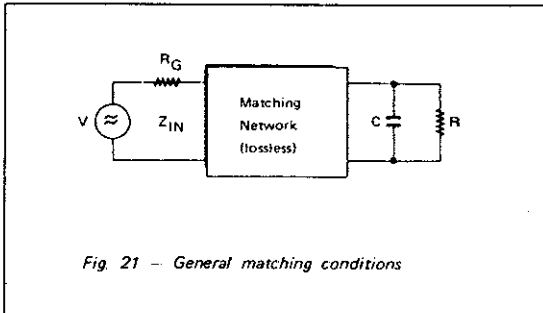 R_G
V
Z_IN
Matching
Network
(lossless)
C
R
Fig. 21 – General matching conditions